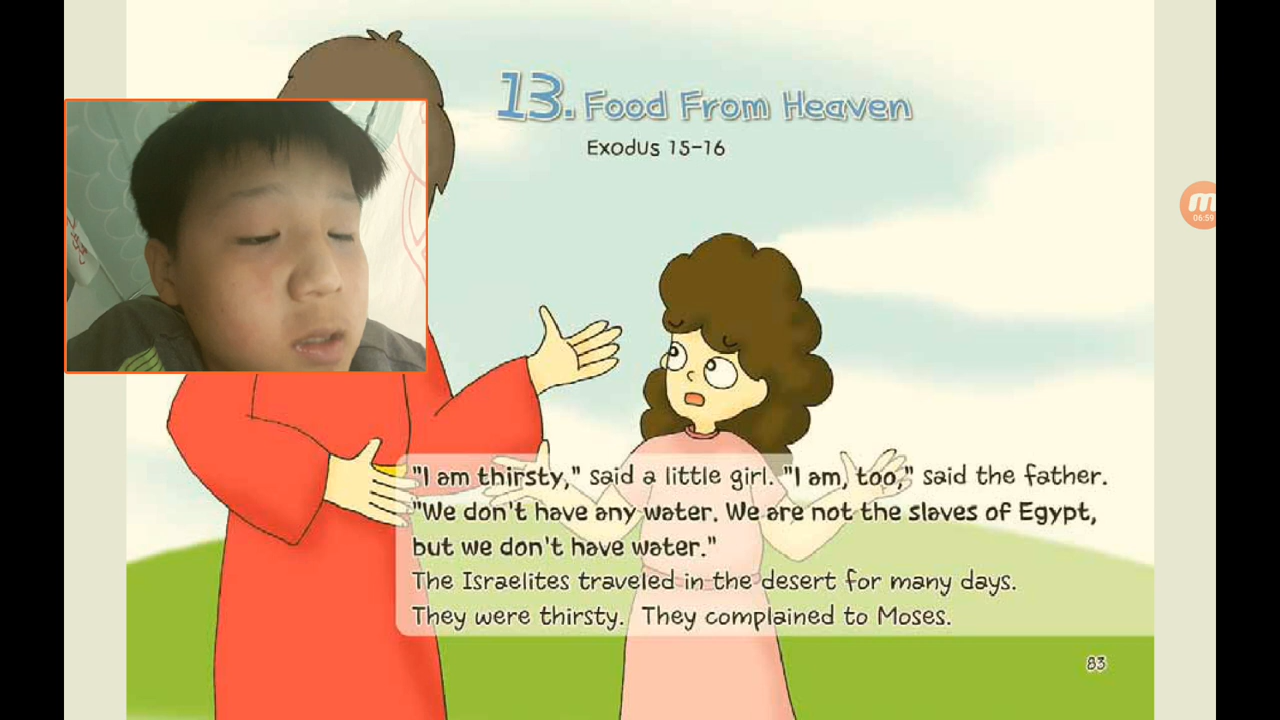 13. Food From Heaven
Exodus 15-16
06:59
"I am thirsty," said a little girl. "I am, too," said the father.
"We don't have any water. We are not the slaves of Egypt,
but we don't have water."
The Israelites traveled in the desert for many days.
They were thirsty. They complained to Moses.
83